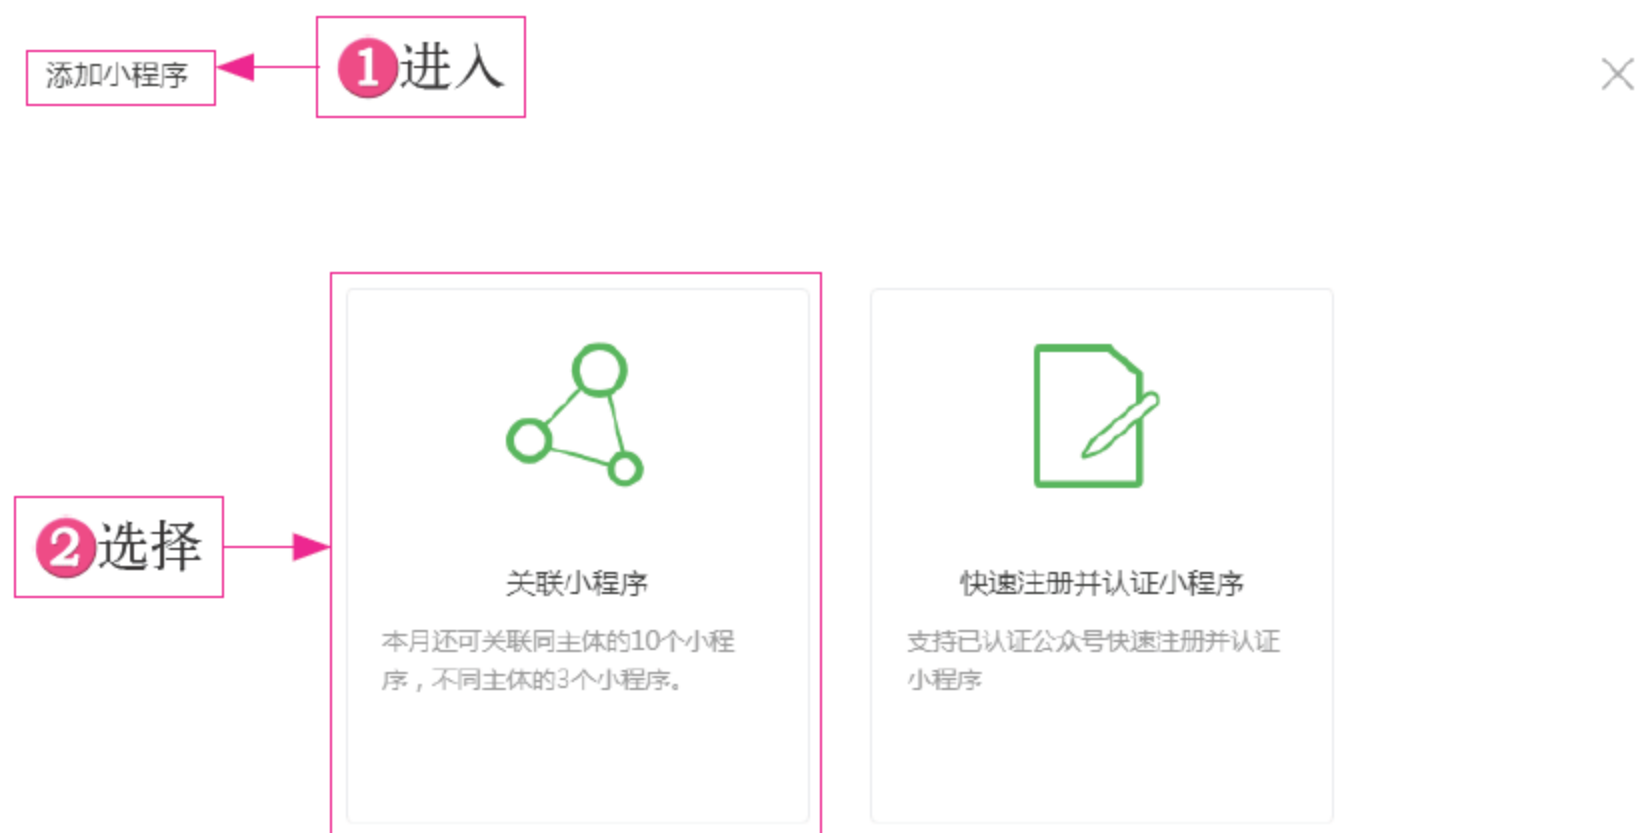 添加小程序
1进入
2选择
关联小程序
本月还可关联同主体的10个小程
序，不同主体的3个小程序。
快速注册并认证小程序
支持已认证公众号快速注册并认证
小程序